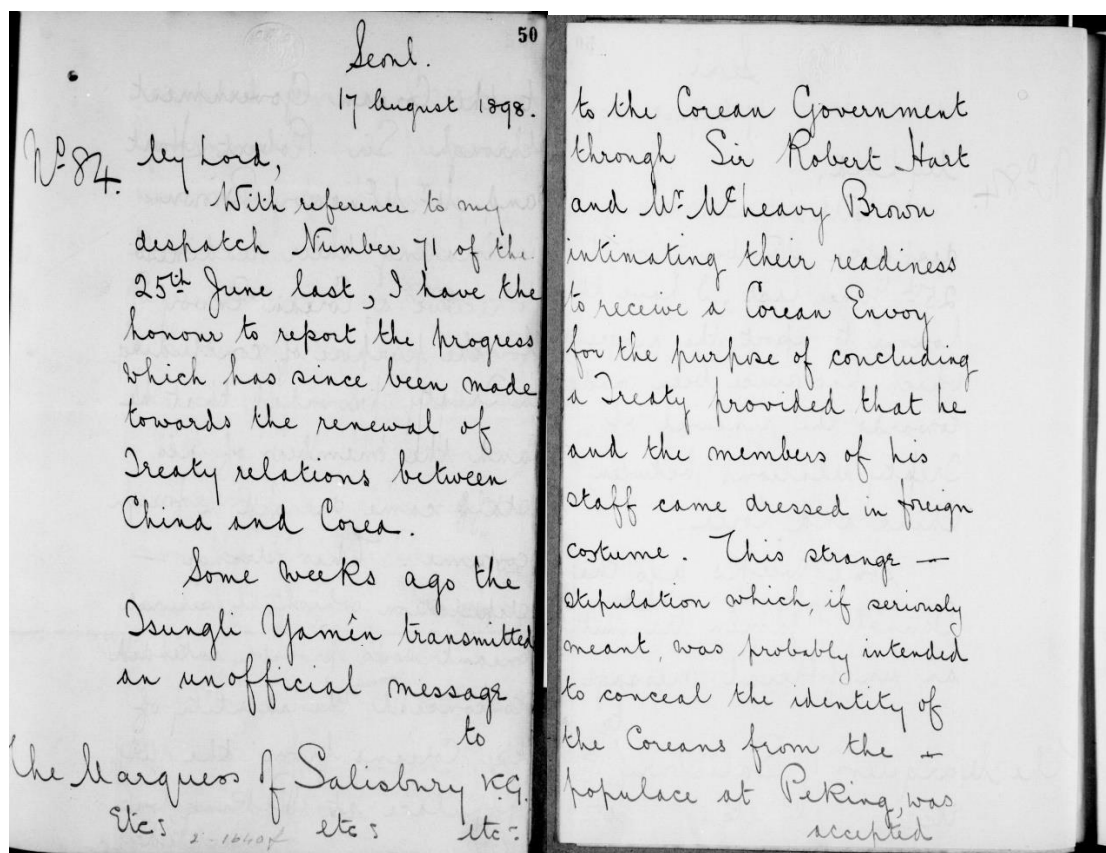 50
Seoul.
17 August 1898.
No 84.
My Lord,
With reference to my
despatch Number 71 of the
25th June last, I have the
honour to report the progress
which has since been made
towards the renewal of
Treaty relations between
China and Corea.
Some weeks ago the
Tsungli Yamên transmitted
an unofficial message
to
The Marquess of Salisbury KG.
etc: etc: etc:
to the Corean Government
through Sir Robert Hart
and Mr. McLeavy Brown
intimating their readiness
to receive a Corean Envoy
for the purpose of concluding
a Treaty provided that he
and the members of his
staff came dressed in foreign
costume. This strange —
stipulation which, if seriously
meant, was probably intended
to conceal the identity of
the Coreans from the —
populace at Peking, was
accepted